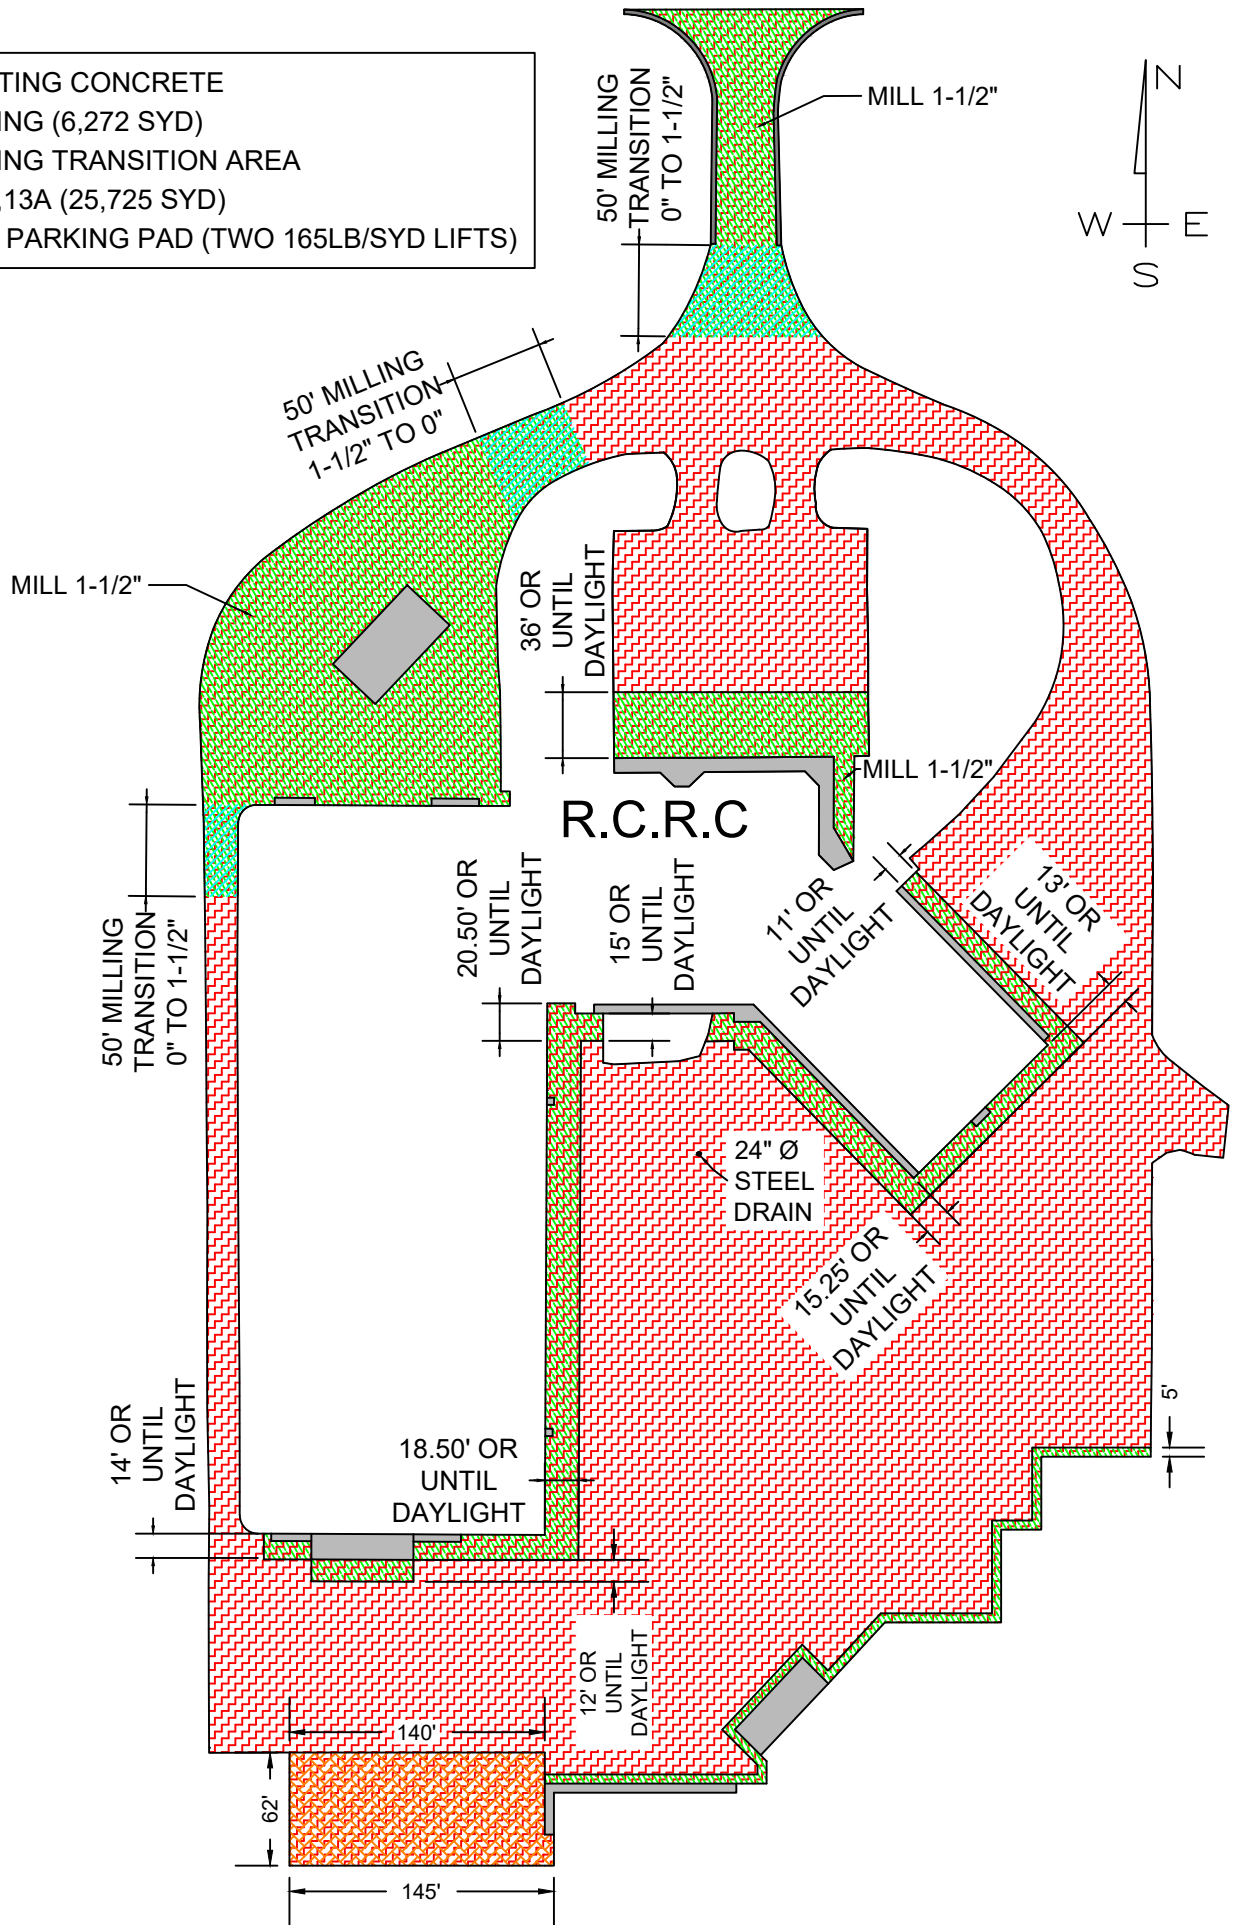 TING CONCRETE
ING (6,272 SYD)
ING TRANSITION AREA
,13A (25,725 SYD)
PARKING PAD (TWO 165LB/SYD LIFTS)
50' MILLING
TRANSITION
0" TO 1-1/2"
MILL 1-1/2"
N
W
E
S
50' MILLING
TRANSITION
1-1/2" TO 0"
MILL 1-1/2"
36' OR
UNTIL
DAYLIGHT
MILL 1-1/2"
R.C.R.C
50' MILLING
TRANSITION
0" TO 1-1/2"
20.50' OR
UNTIL
DAYLIGHT
15' OR
UNTIL
DAYLIGHT
11' OR
UNTIL
DAYLIGHT
13' OR
UNTIL
DAYLIGHT
24" Ø
STEEL
DRAIN
15.25' OR
UNTIL
DAYLIGHT
14' OR
UNTIL
DAYLIGHT
18.50' OR
UNTIL
DAYLIGHT
5'
12' OR
UNTIL
DAYLIGHT
140'
62'
145'